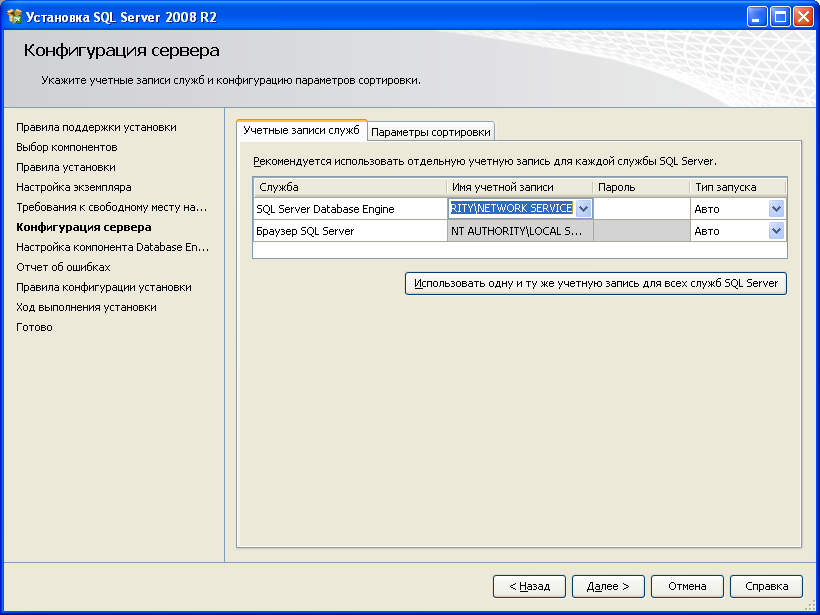 Установка SQL Server 2008 R2
Конфигурация сервера
Укажите учетные записи служб и конфигурацию параметров сортировки.
Правила поддержки установки
Выбор компонентов
Правила установки
Настройка экземпляра
Требования к свободному месту на...
Конфигурация сервера
Настройка компонента Database En...
Отчет об ошибках
Правила конфигурации установки
Ход выполнения установки
Готово
Учетные записи служб
Параметры сортировки
Рекомендуется использовать отдельную учетную запись для каждой службы SQL Server.
Служба Имя учетной записи Пароль Тип запуска
SQL Server Database Engine RITY\NETWORK SERVICE Авто
Браузер SQL Server NT AUTHORITY\LOCAL S... Авто
Использовать одну и ту же учетную запись для всех служб SQL Server
< Назад Далее > Отмена Справка